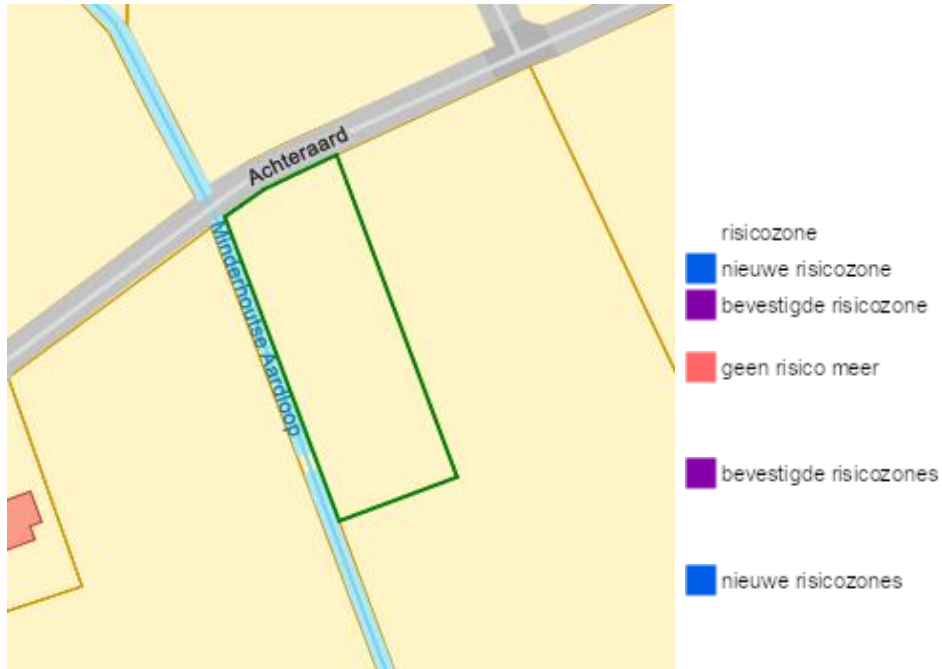 Achteraard
Minderhoutse Aardloop
risicozone
nieuwe risicozone
bevestigde risicozone
geen risico meer
bevestigde risicozones
nieuwe risicozones